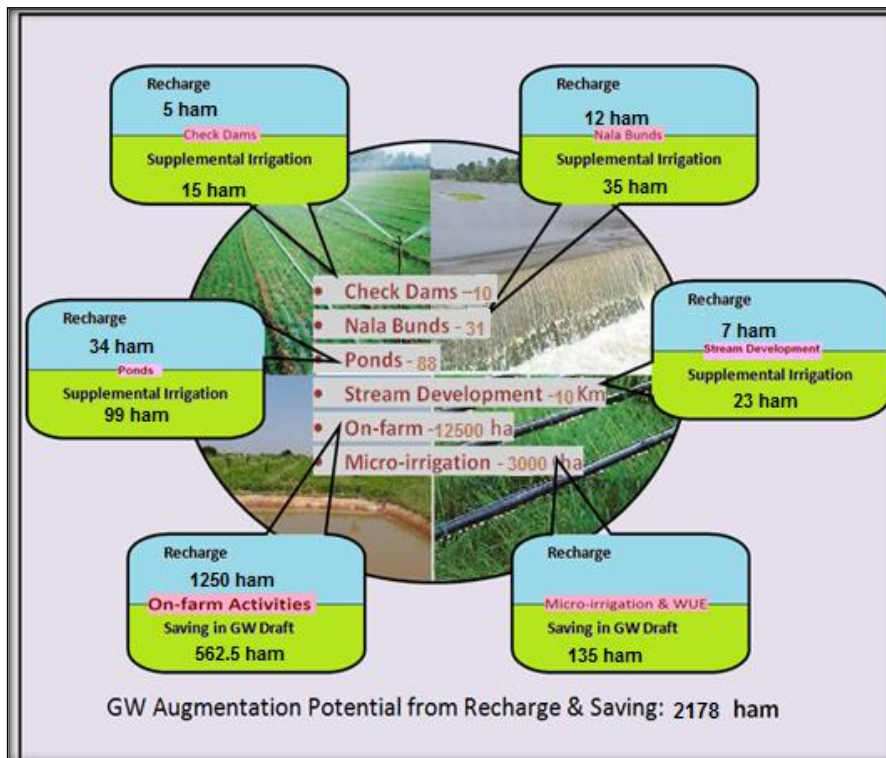 Recharge
5 ham
Check Dams
Supplemental Irrigation
15 ham
Recharge
12 ham
Nala Bunds
Supplemental Irrigation
35 ham
• Check Dams –10
• Nala Bunds - 31
• Ponds - 88
• Stream Development -10 Km
• On-farm -12500 ha
• Micro-irrigation - 3000 ha
Recharge
34 ham
Ponds
Supplemental Irrigation
99 ham
Recharge
7 ham
Stream Development
Supplemental Irrigation
23 ham
Recharge
1250 ham
On-farm Activities
Saving in GW Draft
562.5 ham
Recharge
Micro-irrigation & WUE
Saving in GW Draft
135 ham
GW Augmentation Potential from Recharge & Saving: 2178 ham